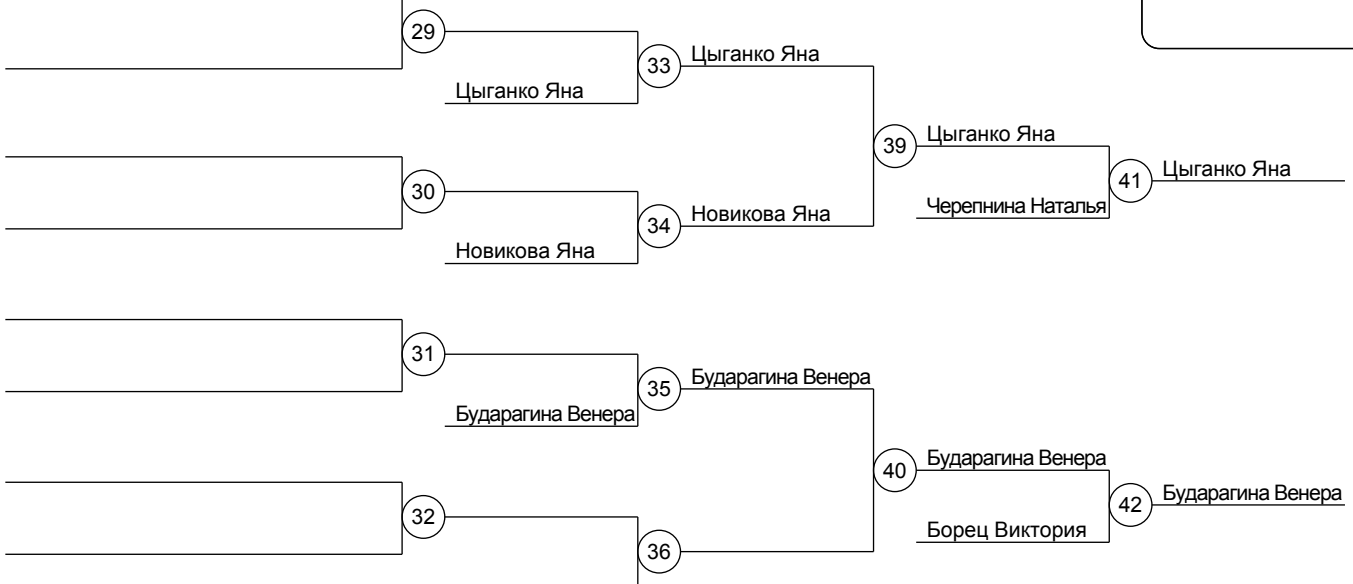 29
33
Цыганко Яна
Цыганко Яна
39
Цыганко Яна
41
Цыганко Яна
30
34
Новикова Яна
Черепнина Наталья
Новикова Яна
31
35
Бударагина Венера
Бударагина Венера
40
Бударагина Венера
42
Бударагина Венера
32
36
Борец Виктория